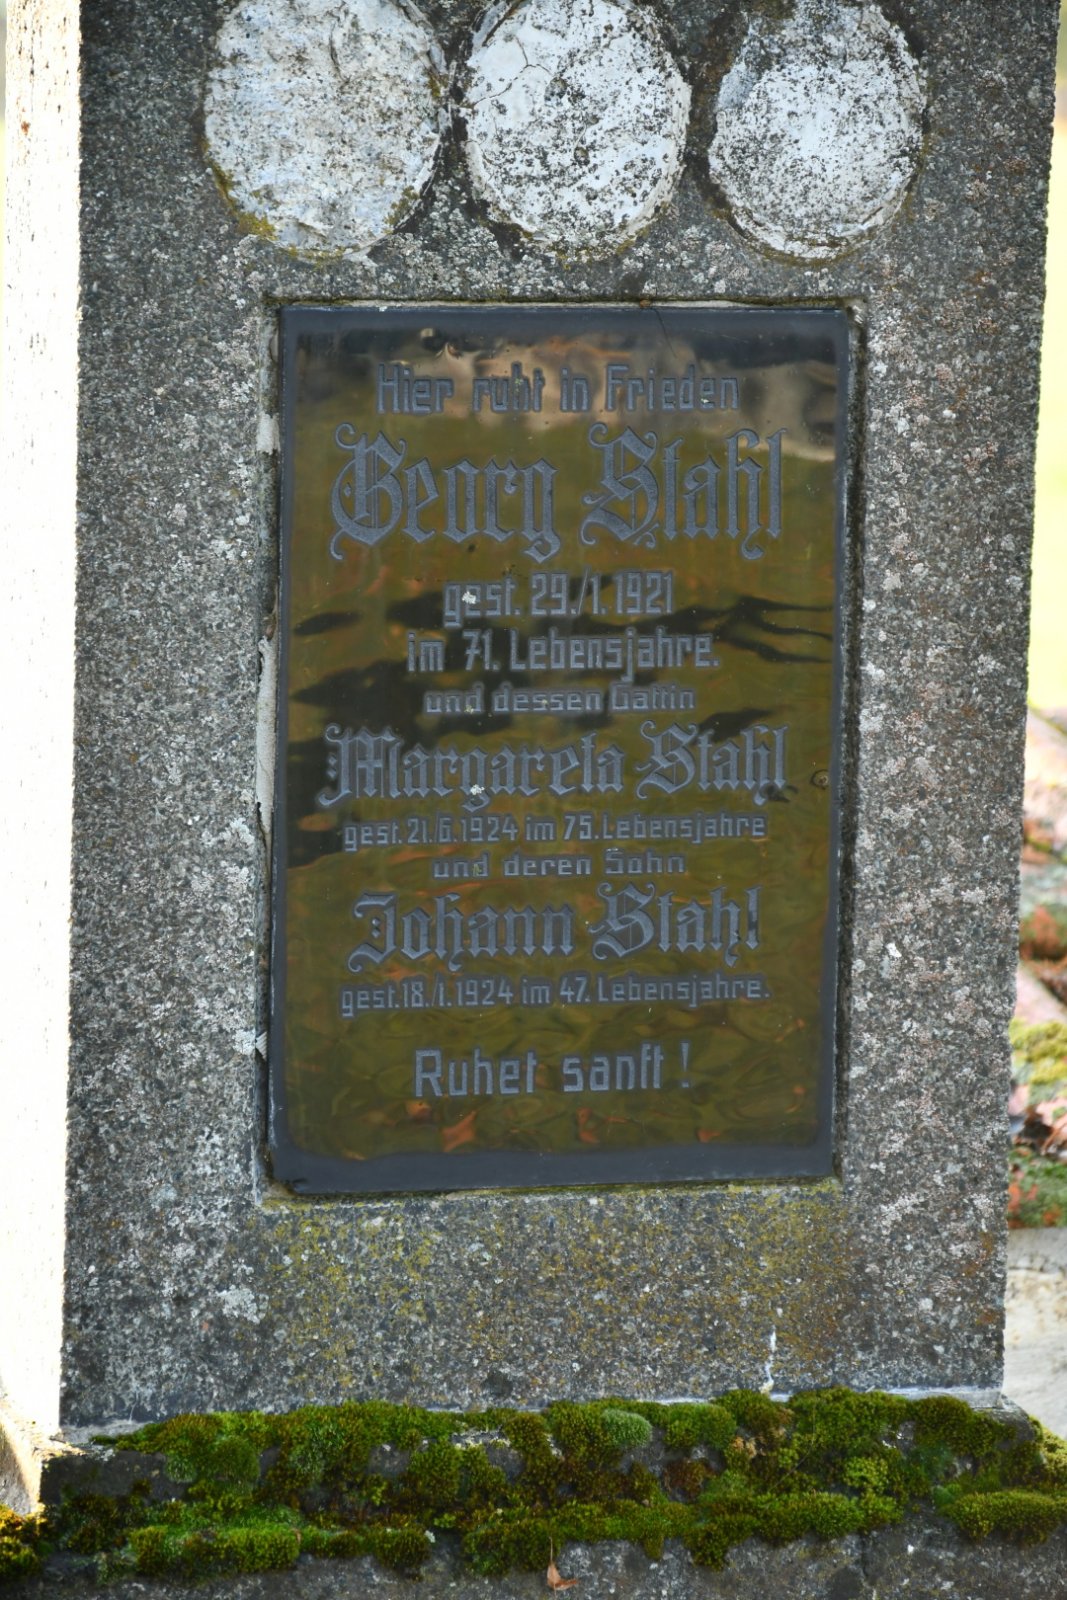 Hier ruht in Frieden
Georg Stahl
gest. 29./1. 1921
im 71. Lebensjahre.
und dessen Gattin
Margareta Stahl
gest. 21./6. 1924 im 75. Lebensjahre
und deren Sohn
Johann Stahl
gest. 18./1. 1924 im 47. Lebensjahre.
Ruhet sanft!